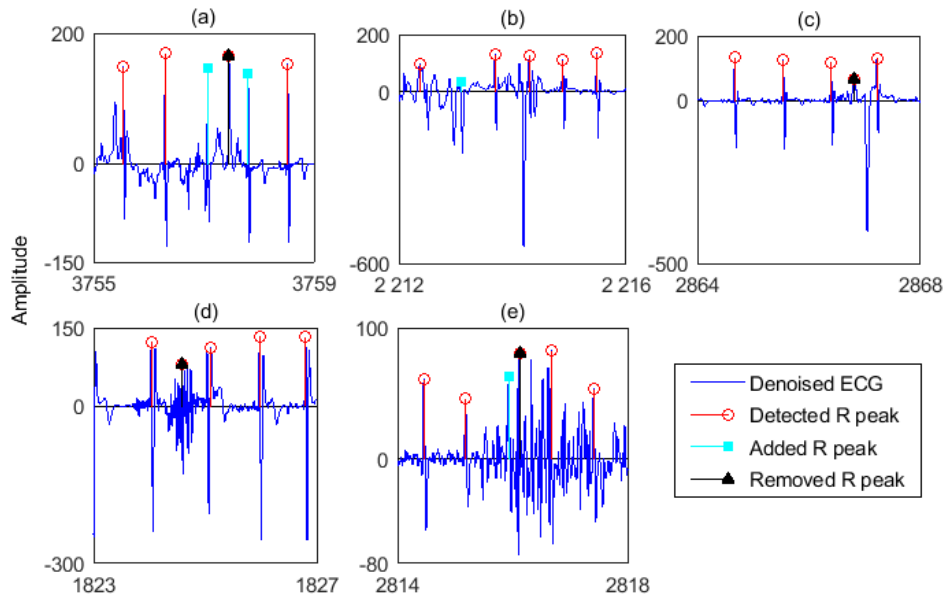 (a)
200
0
-150
3755
3759
(b)
200
0
-600
2 212
2 216
(c)
200
0
-500
2864
2868
Amplitude
(d)
150
0
-300
1823
1827
(e)
100
0
-80
2814
2818
Denoised ECG
Detected R peak
Added R peak
Removed R peak